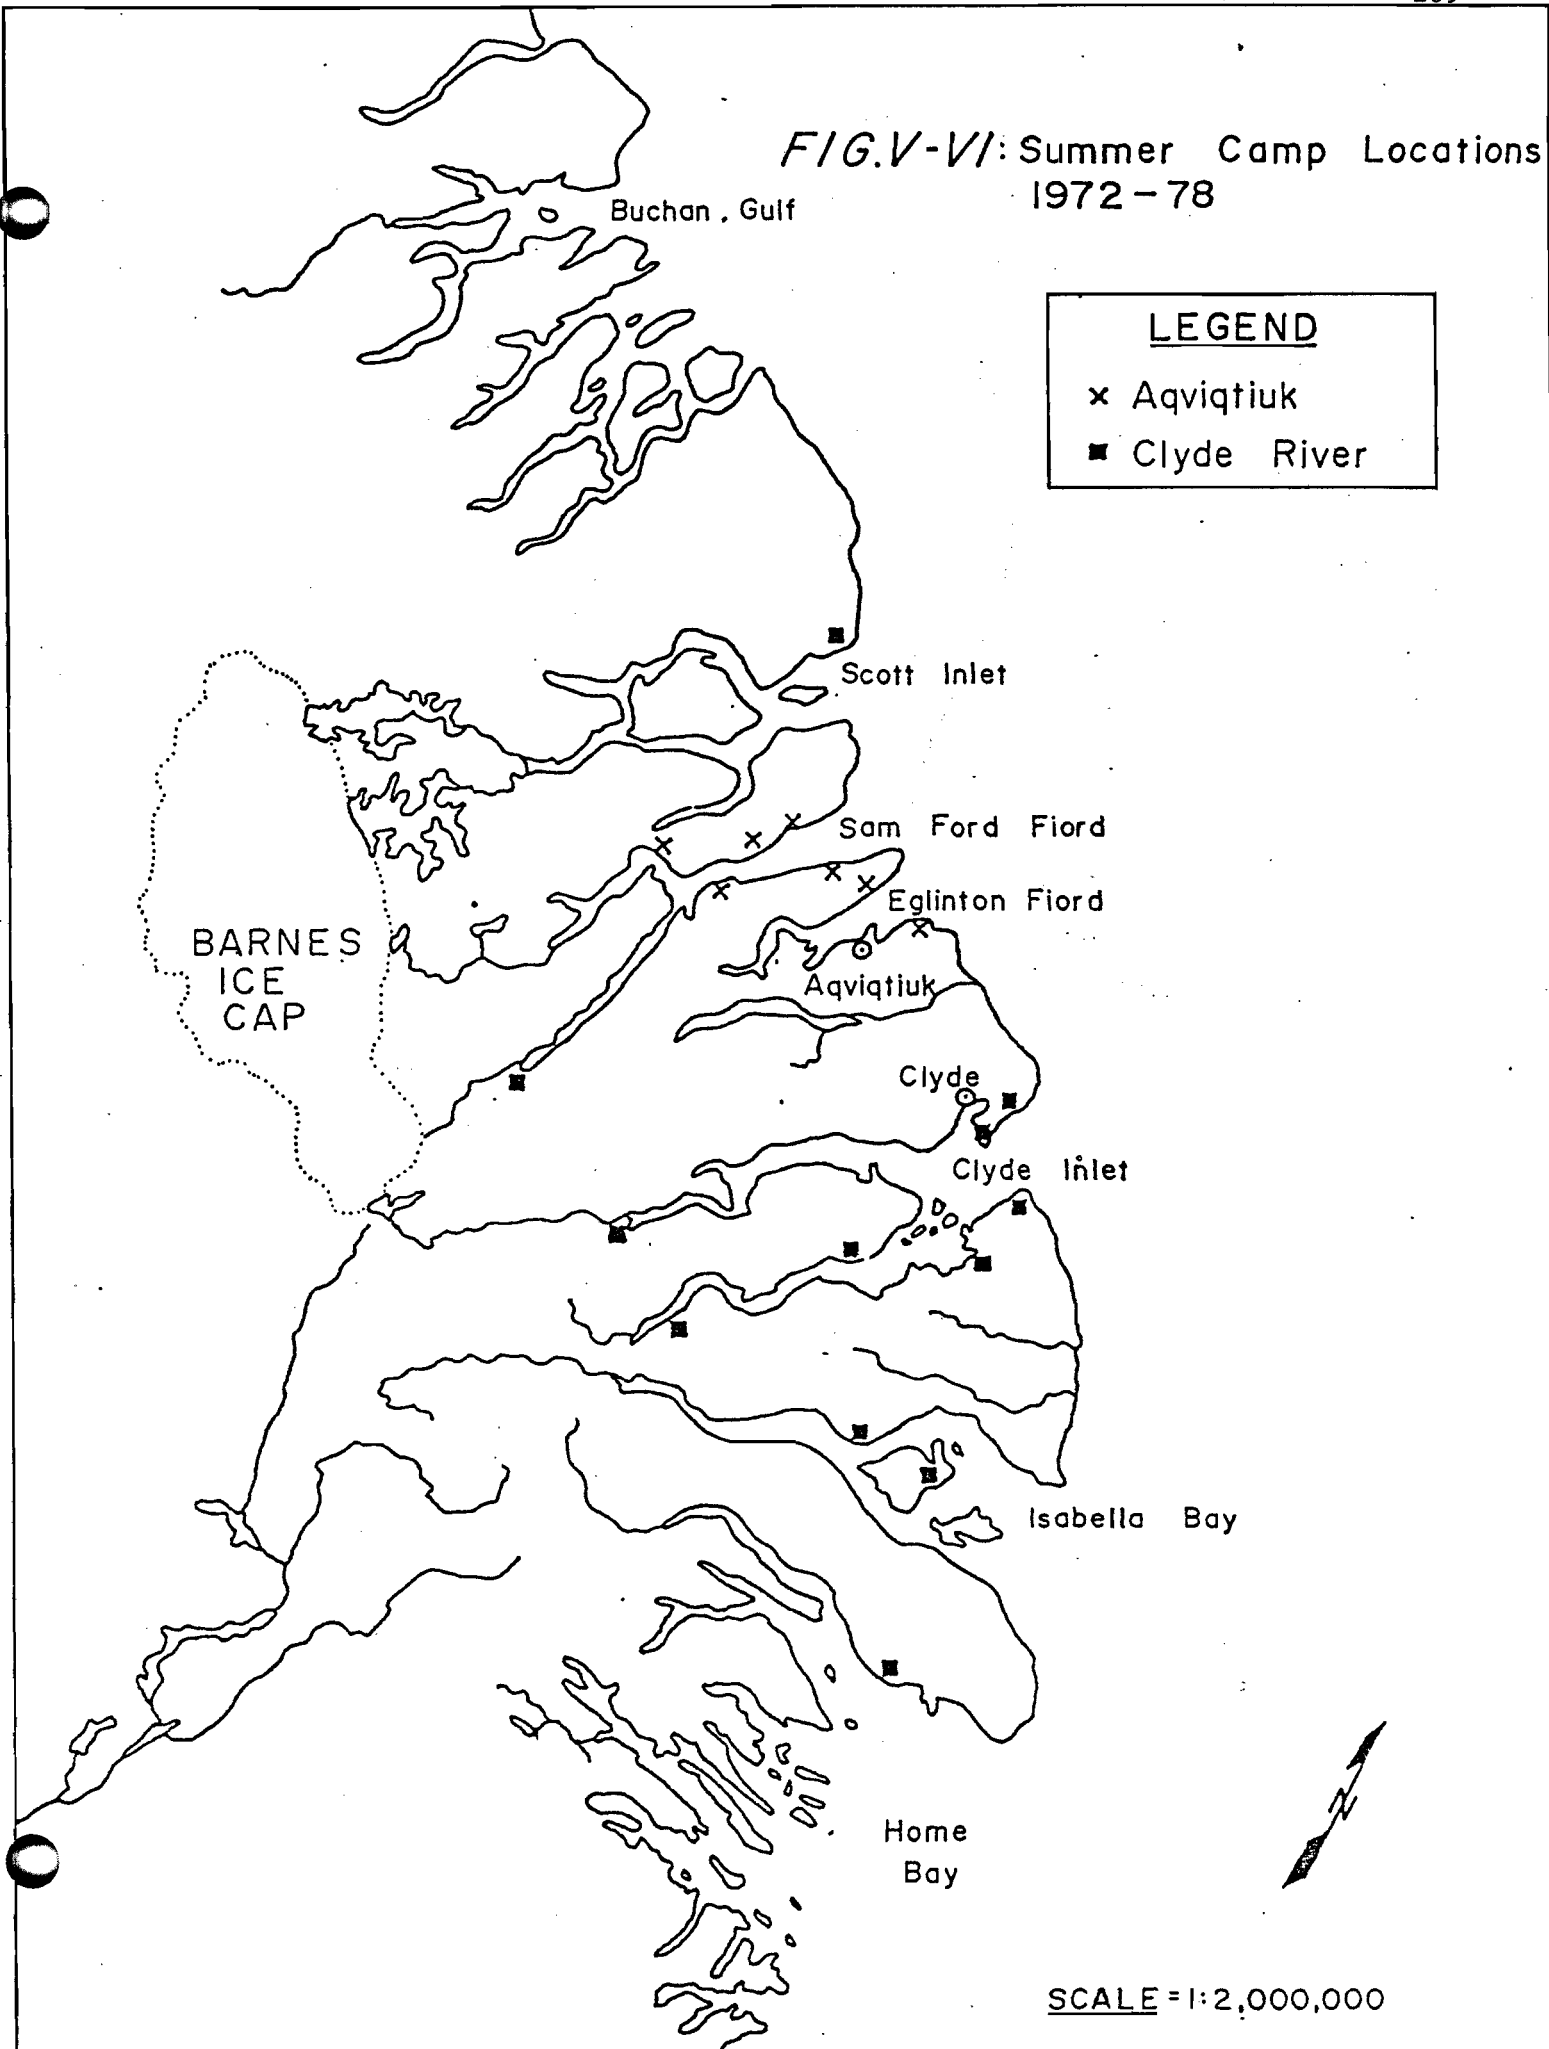 FIG.V-VI: Summer Camp Locations
1972-78
Buchan. Gulf
LEGEND
x Aqviqtiuk
■ Clyde River
Scott Inlet
Sam Ford Fiord
Eglinton Fiord
BARNES
ICE
CAP
Aqviqtiuk
Clyde
Clyde Inlet
Isabella Bay
Home
Bay
N
SCALE = 1:2,000,000